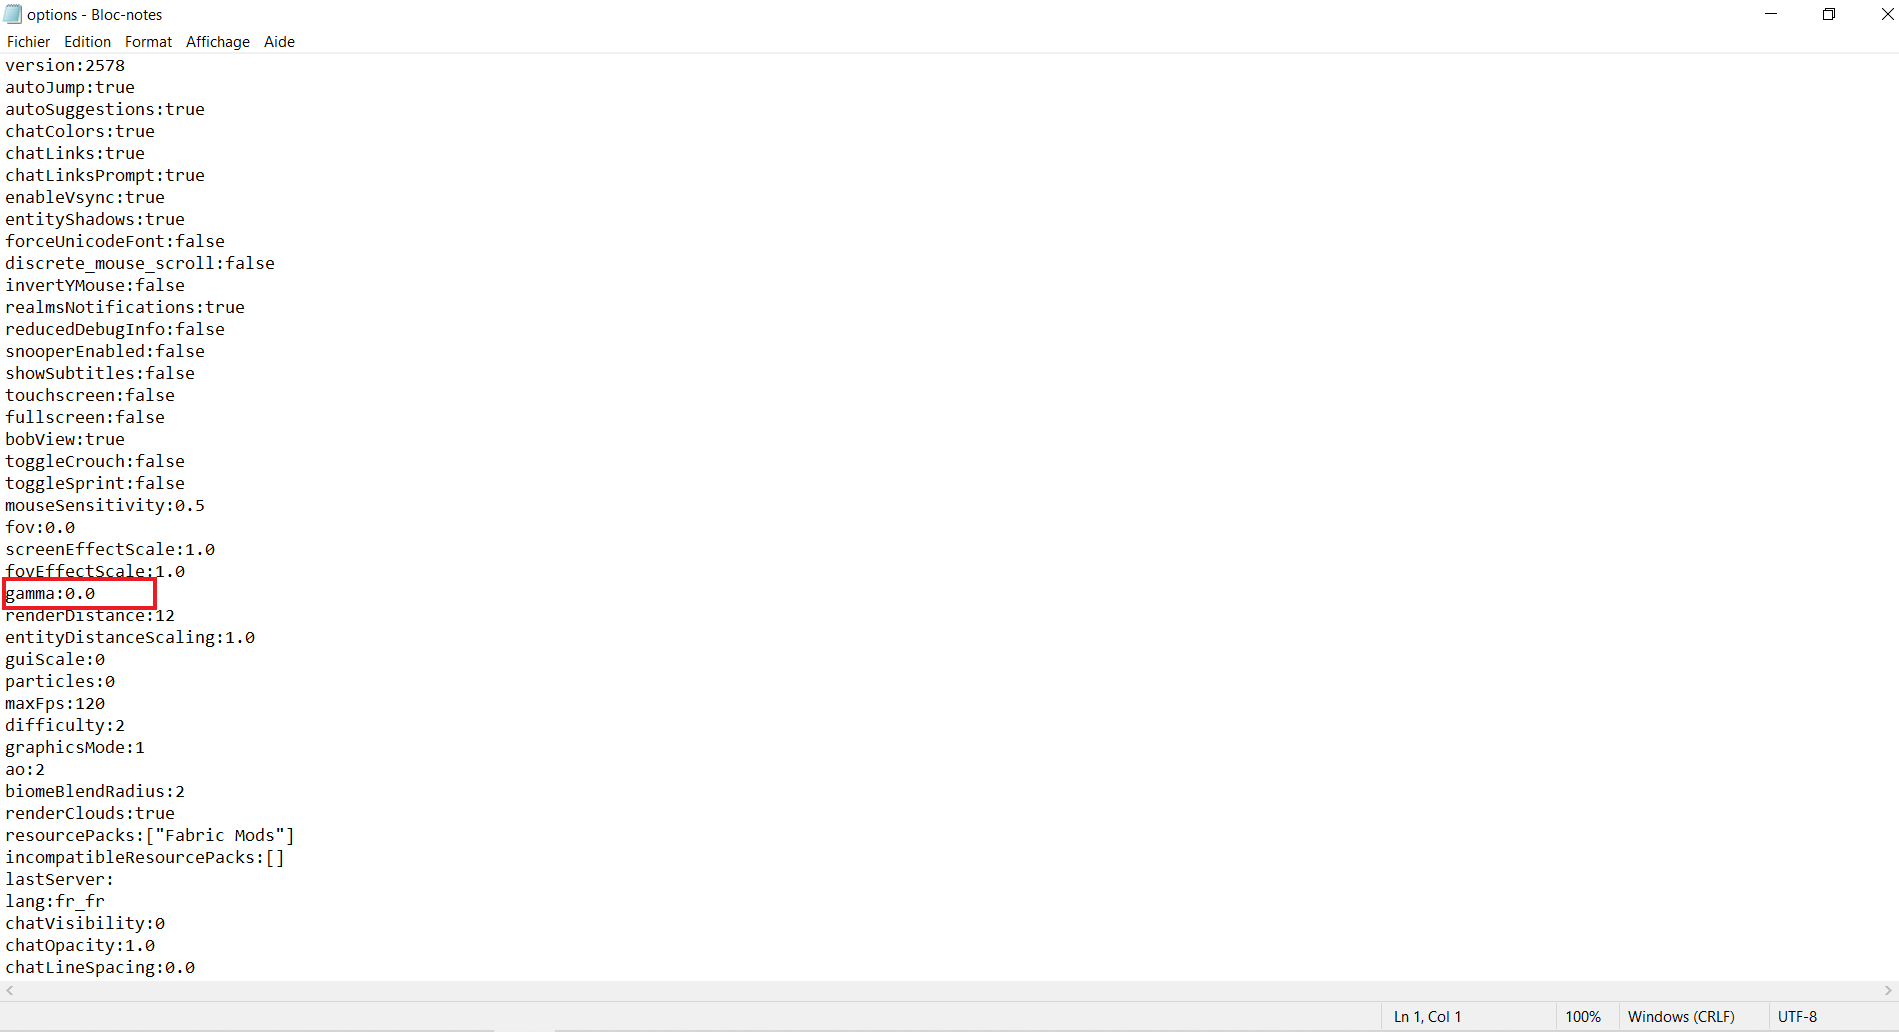 options - Bloc-notes
Fichier Edition Format Affichage Aide
version:2578
autoJump:true
autoSuggestions:true
chatColors:true
chatLinks:true
chatLinksPrompt:true
enableVsync:true
entityShadows:true
forceUnicodeFont:false
discrete_mouse_scroll:false
invertYMouse:false
realmsNotifications:true
reducedDebugInfo:false
snooperEnabled:false
showSubtitles:false
touchscreen:false
fullscreen:false
bobView:true
toggleCrouch:false
toggleSprint:false
mouseSensitivity:0.5
fov:0.0
screenEffectScale:1.0
fovEffectScale:1.0
gamma:0.0
renderDistance:12
entityDistanceScaling:1.0
guiScale:0
particles:0
maxFps:120
difficulty:2
graphicsMode:1
ao:2
biomeBlendRadius:2
renderClouds:true
resourcePacks:["Fabric Mods"]
incompatibleResourcePacks:[]
lastServer:
lang:fr_fr
chatVisibility:0
chatOpacity:1.0
chatLineSpacing:0.0
Ln 1, Col 1 100% Windows (CRLF) UTF-8